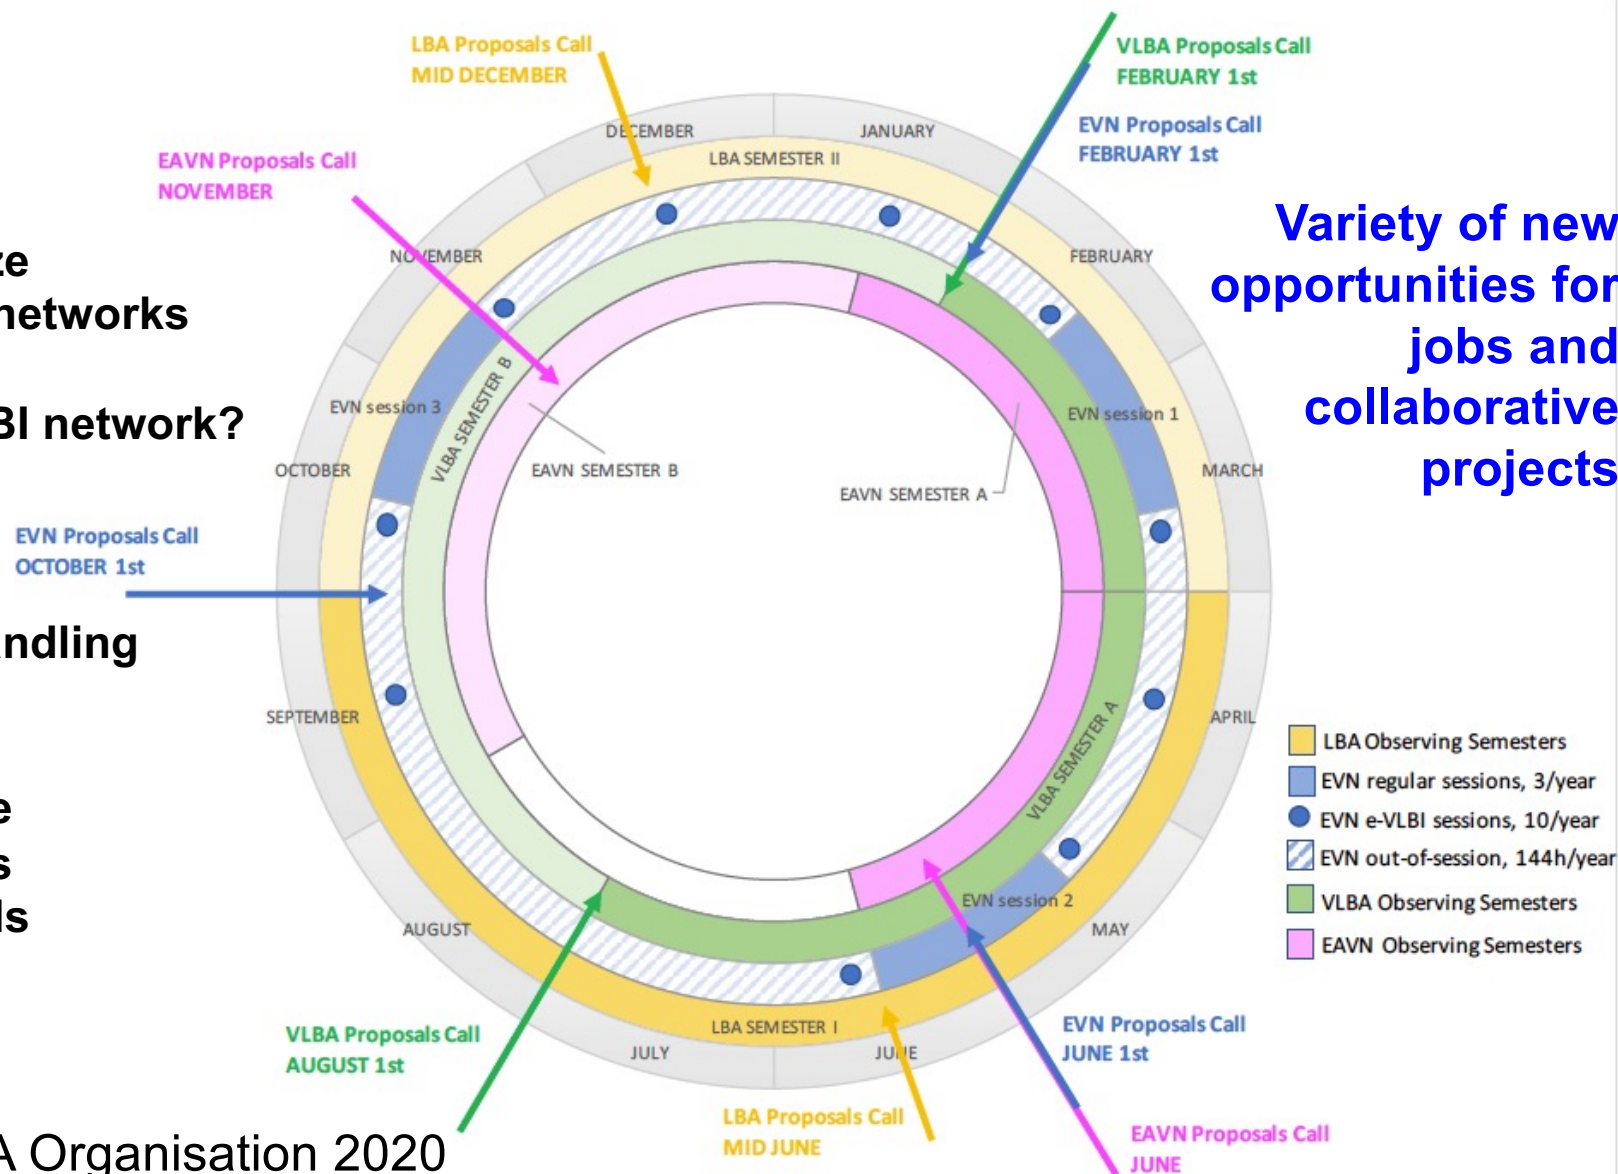 LBA Proposals Call
MID DECEMBER
VLBA Proposals Call
FEBRUARY 1st
EVN Proposals Call
FEBRUARY 1st
EAVN Proposals Call
NOVEMBER
DECEMBER
JANUARY
LBA SEMESTER II
NOVEMBER
FEBRUARY
Variety of new
opportunities for
jobs and
collaborative
projects
ze
networks
BI network?
EVN session 3
VLBA SEMESTER B
EVN session 1
OCTOBER
EAVN SEMESTER B
EAVN SEMESTER A
MARCH
EVN Proposals Call
OCTOBER 1st
ndling
SEPTEMBER
APRIL
VLBA SEMESTER A
LBA Observing Semesters
EVN regular sessions, 3/year
EVN e-VLBI sessions, 10/year
EVN out-of-session, 144h/year
VLBA Observing Semesters
EAVN Observing Semesters
e
s
ls
AUGUST
EVN session 2
MAY
LBA SEMESTER I
JULY
JUNE
VLBA Proposals Call
AUGUST 1st
EVN Proposals Call
JUNE 1st
LBA Proposals Call
MID JUNE
EAVN Proposals Call
JUNE
A Organisation 2020